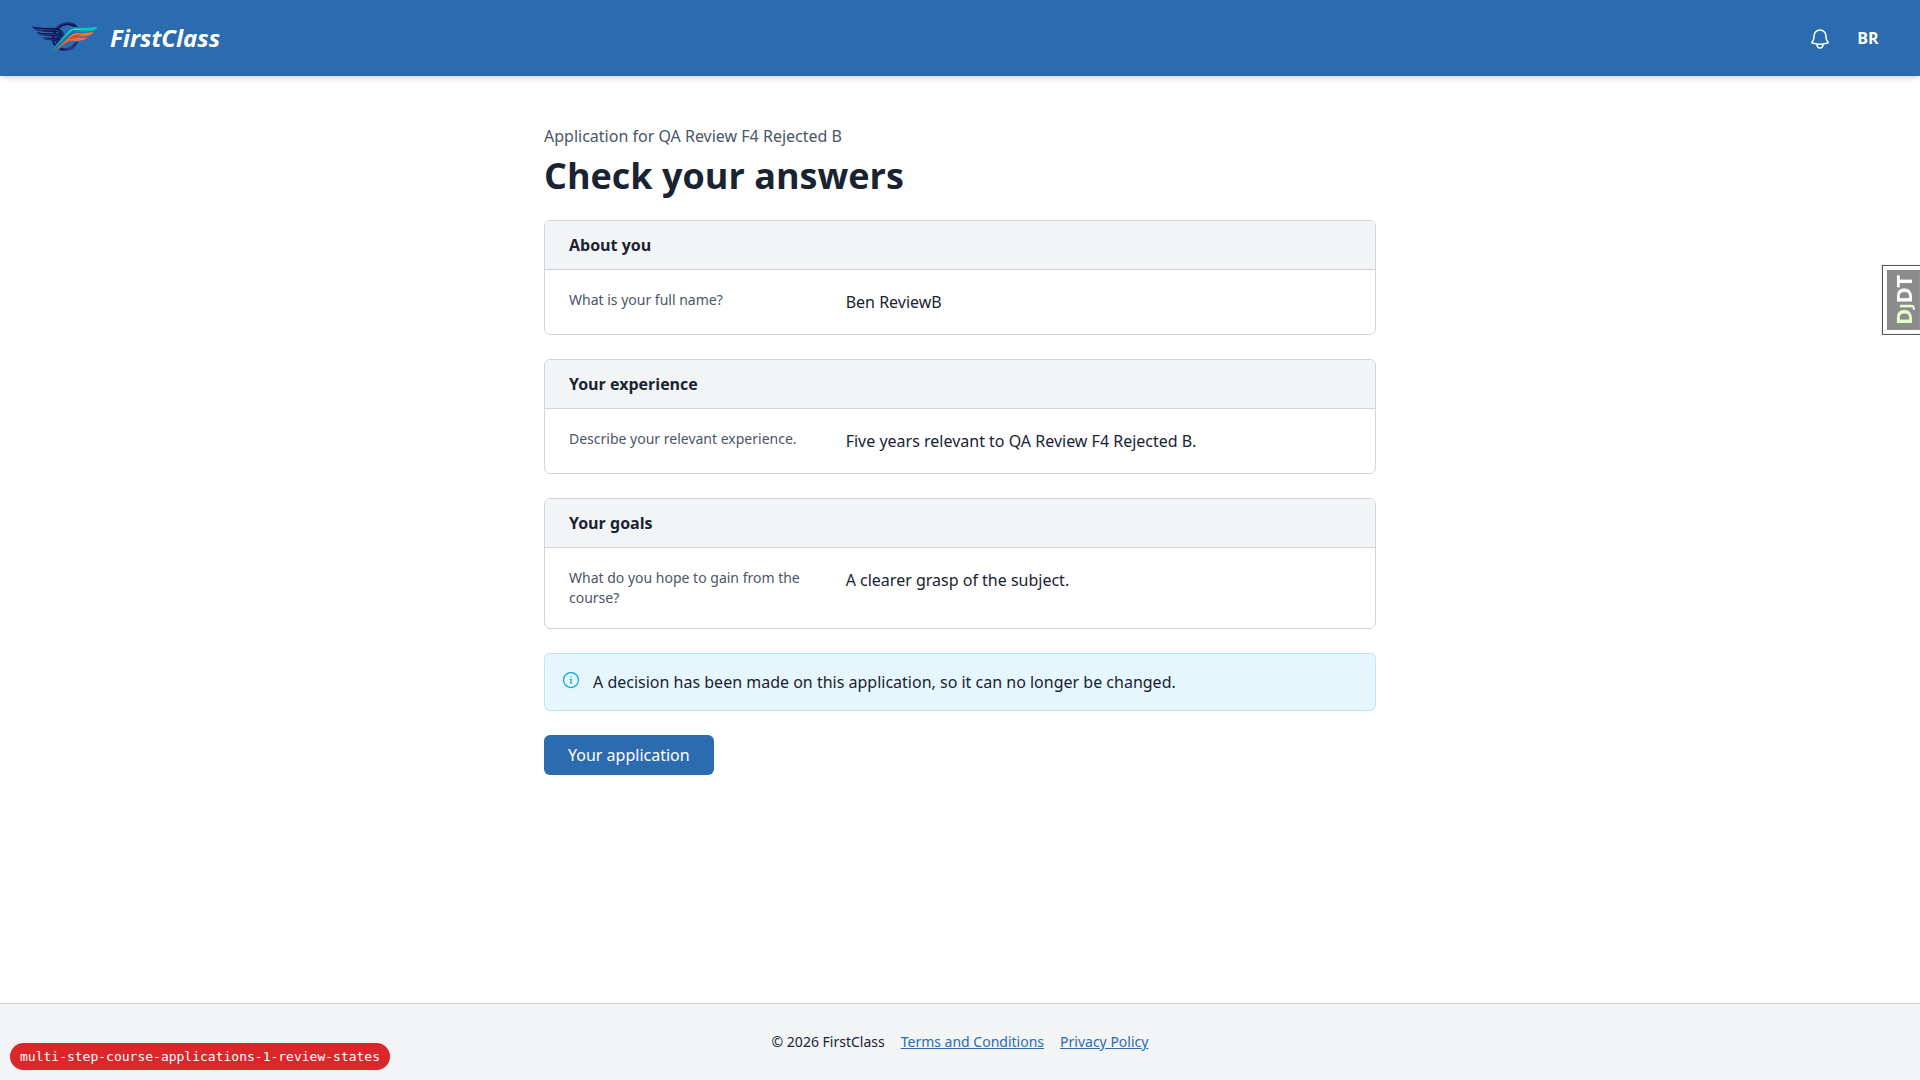 FirstClass
BR
Application for QA Review F4 Rejected B
Check your answers
About you
What is your full name?
Ben ReviewB
Your experience
Describe your relevant experience.
Five years relevant to QA Review F4 Rejected B.
Your goals
What do you hope to gain from the
course?
A clearer grasp of the subject.
A decision has been made on this application, so it can no longer be changed.
Your application
DJDT
© 2026 FirstClass
Terms and Conditions
Privacy Policy
multi-step-course-applications-1-review-states